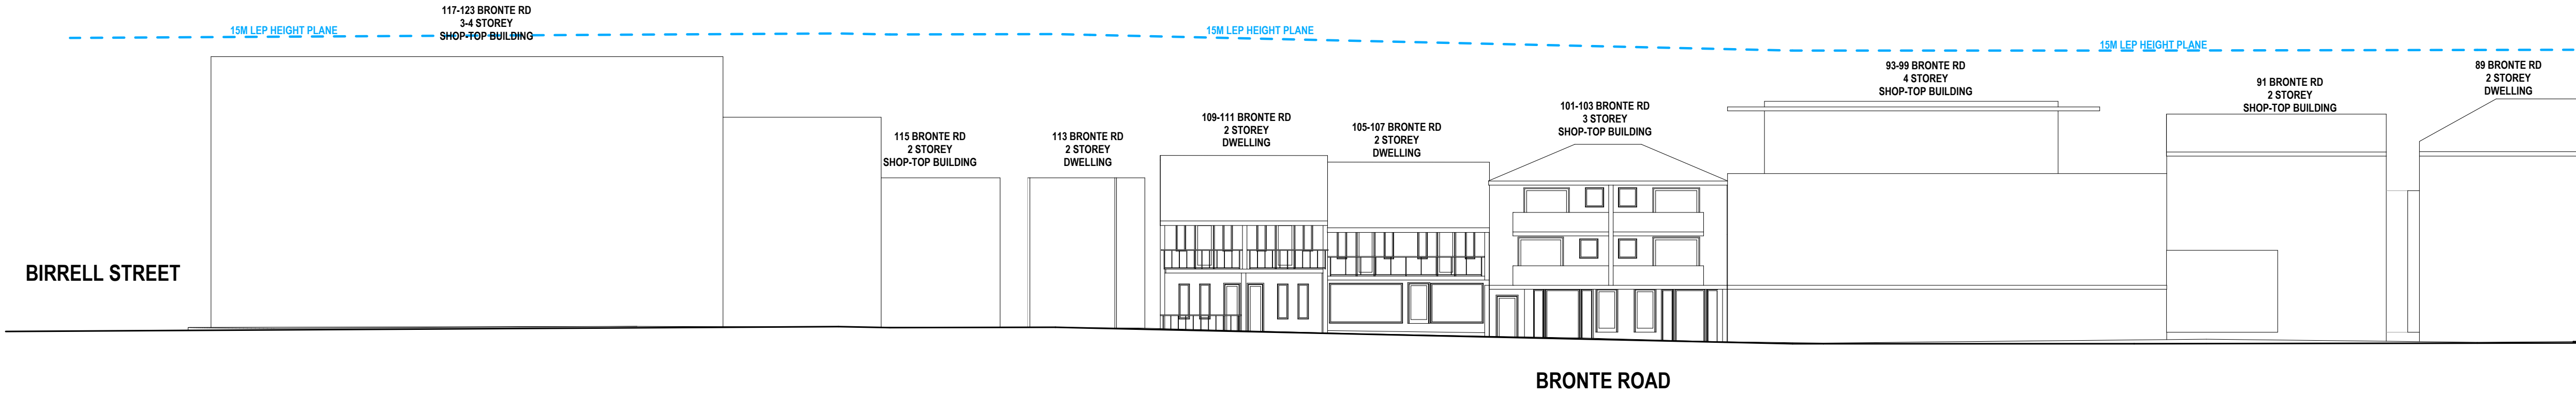 117-123 BRONTE RD
3-4 STOREY
SHOP-TOP BUILDING
15M LEP HEIGHT PLANE
15M LEP HEIGHT PLANE
15M LEP HEIGHT PLANE
115 BRONTE RD
2 STOREY
SHOP-TOP BUILDING
113 BRONTE RD
2 STOREY
DWELLING
109-111 BRONTE RD
2 STOREY
DWELLING
105-107 BRONTE RD
2 STOREY
DWELLING
101-103 BRONTE RD
3 STOREY
SHOP-TOP BUILDING
93-99 BRONTE RD
4 STOREY
SHOP-TOP BUILDING
91 BRONTE RD
2 STOREY
SHOP-TOP BUILDING
89 BRONTE RD
2 STOREY
DWELLING
BIRRELL STREET
BRONTE ROAD